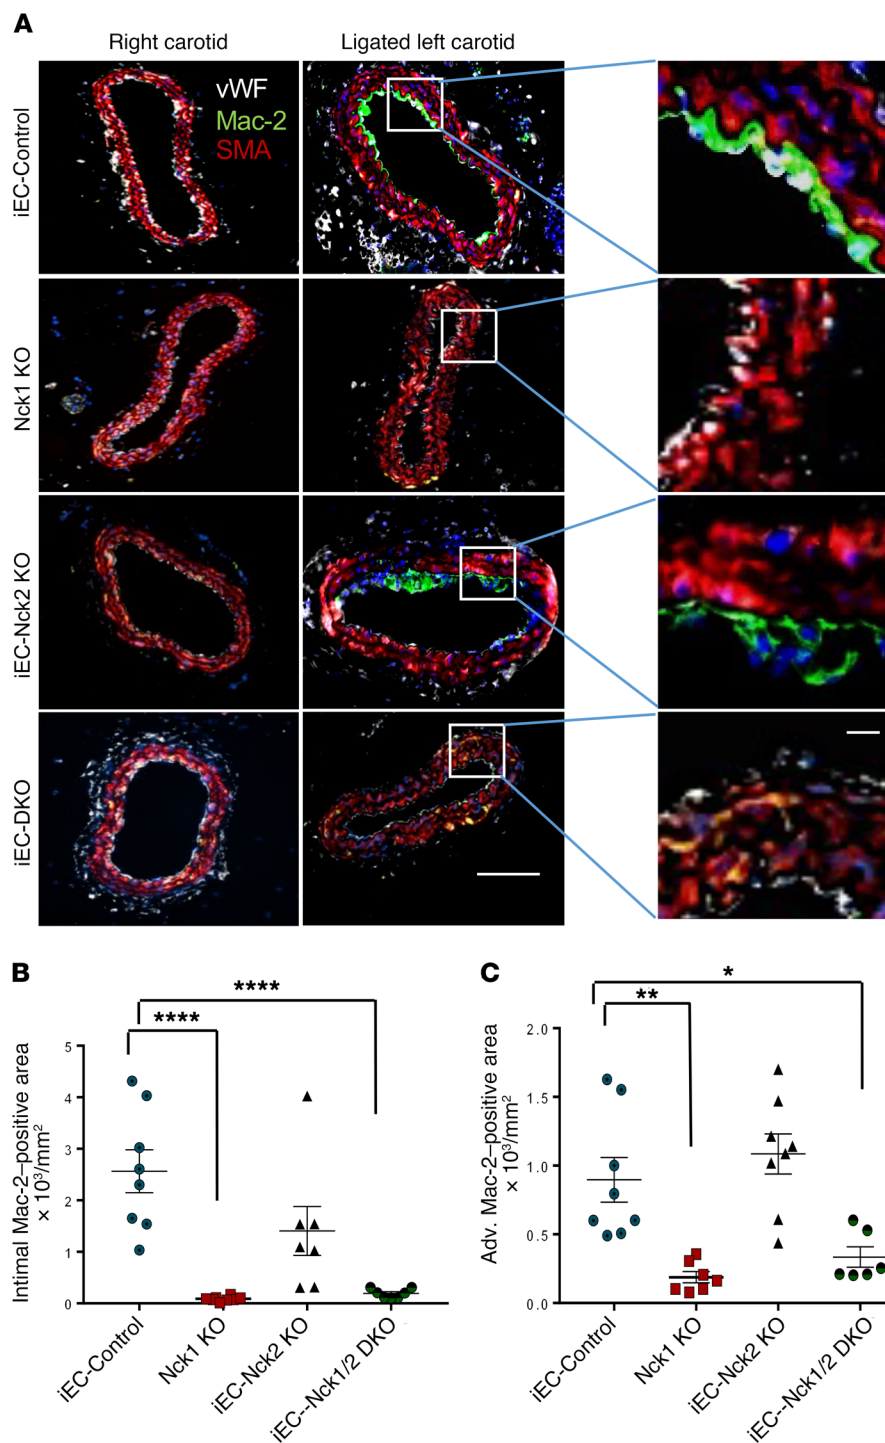 A
Right carotid
Ligated left carotid
vWF
Mac-2
SMA
iEC-Control
Nck1 KO
iEC-Nck2 KO
iEC-DKO
B
****
****
Intimal Mac-2–positive area
× 10³/mm²
5
4
3
2
1
0
iEC-Control
Nck1 KO
iEC-Nck2 KO
iEC--Nck1/2 DKO
C
*
**
Adv. Mac-2–positive area
× 10³/mm²
2.0
1.5
1.0
0.5
0.0
iEC-Control
Nck1 KO
iEC-Nck2 KO
iEC--Nck1/2 DKO